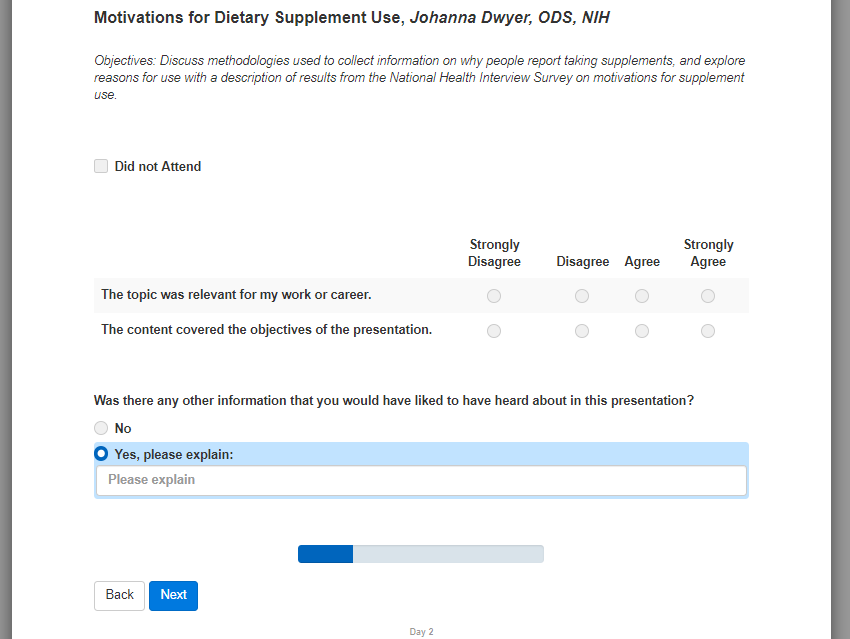 Motivations for Dietary Supplement Use, Johanna Dwyer, ODS, NIH
Objectives: Discuss methodologies used to collect information on why people report taking supplements, and explore
reasons for use with a description of results from the National Health Interview Survey on motivations for supplement
use.
Did not Attend
Strongly Disagree Disagree Agree Strongly Agree
The topic was relevant for my work or career.
The content covered the objectives of the presentation.
Was there any other information that you would have liked to have heard about in this presentation?
No
Yes, please explain:
Please explain
Back Next
Day 2